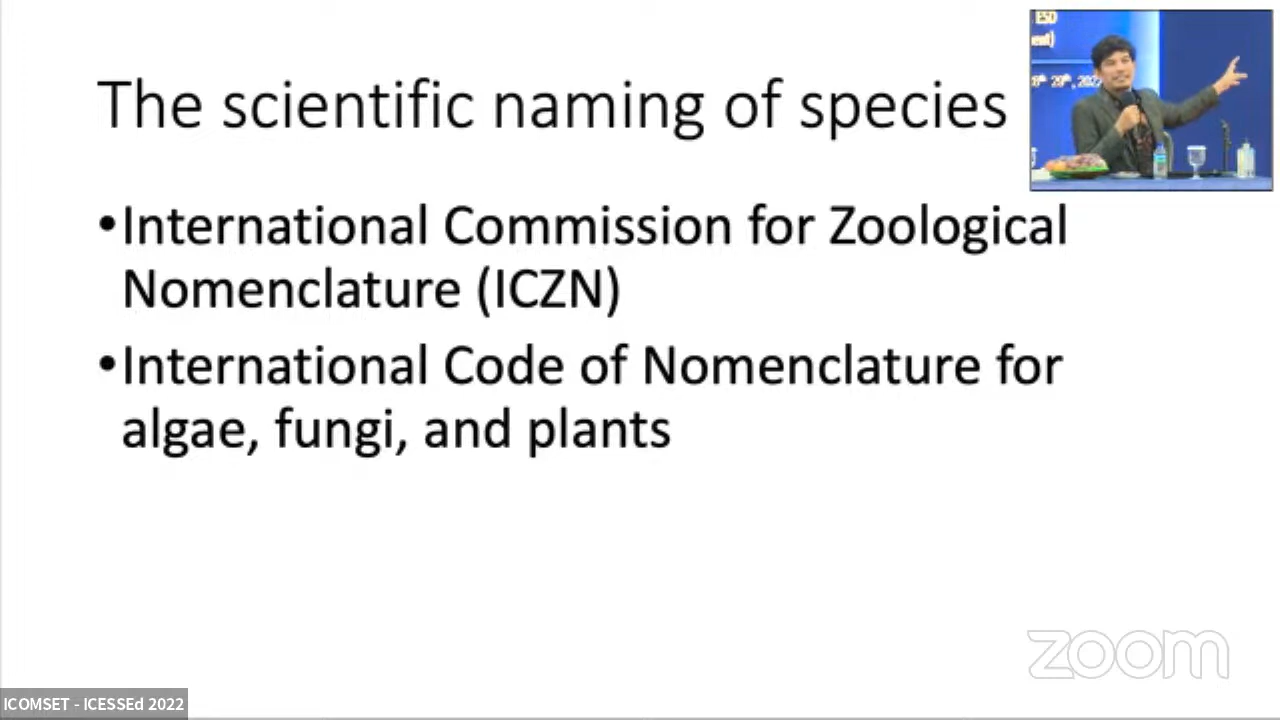 The scientific naming of species
•International Commission for Zoological
Nomenclature (ICZN)
•International Code of Nomenclature for
algae, fungi, and plants
ESD
zoom
ICOMSET - ICESSEd 2022